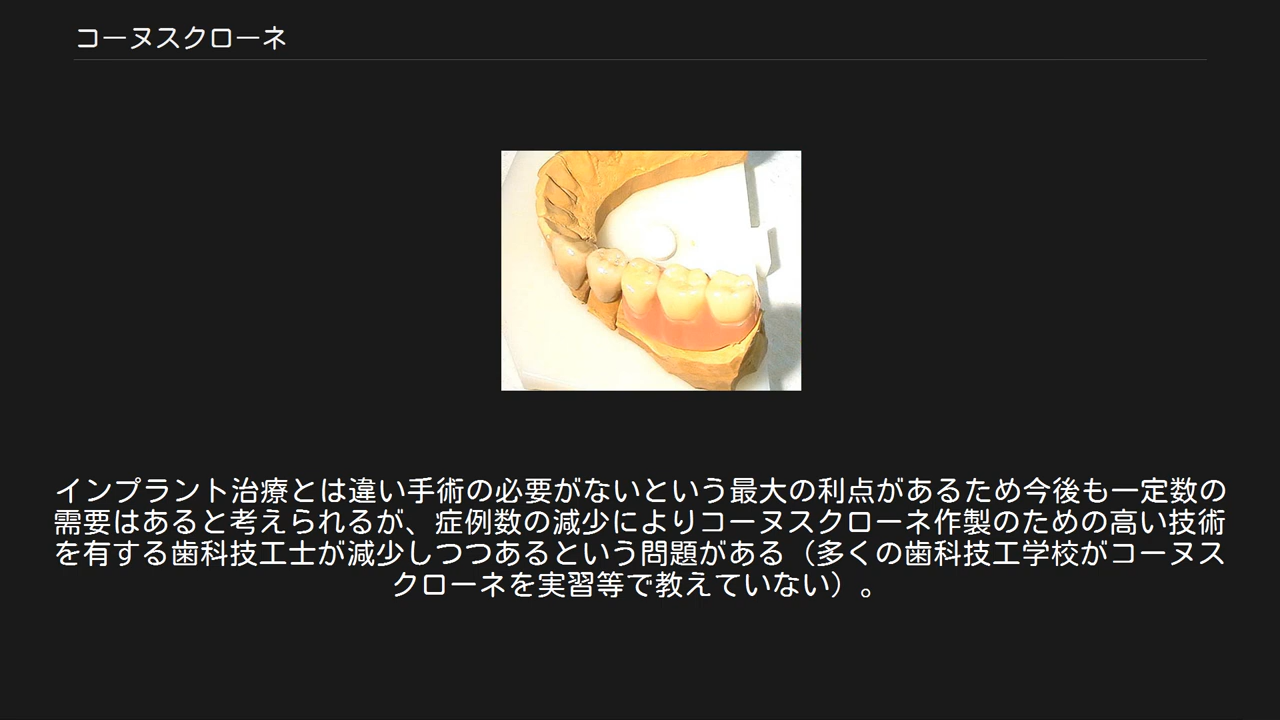 コーヌスクローネ
インプラント治療とは違い手術の必要がないという最大の利点があるため今後も一定数の
需要はあると考えられるが、症例数の減少によりコーヌスクローネ作製のための高い技術
を有する歯科技工士が減少しつつあるという問題がある（多くの歯科技工学校がコーヌス
クローネを実習等で教えていない）。